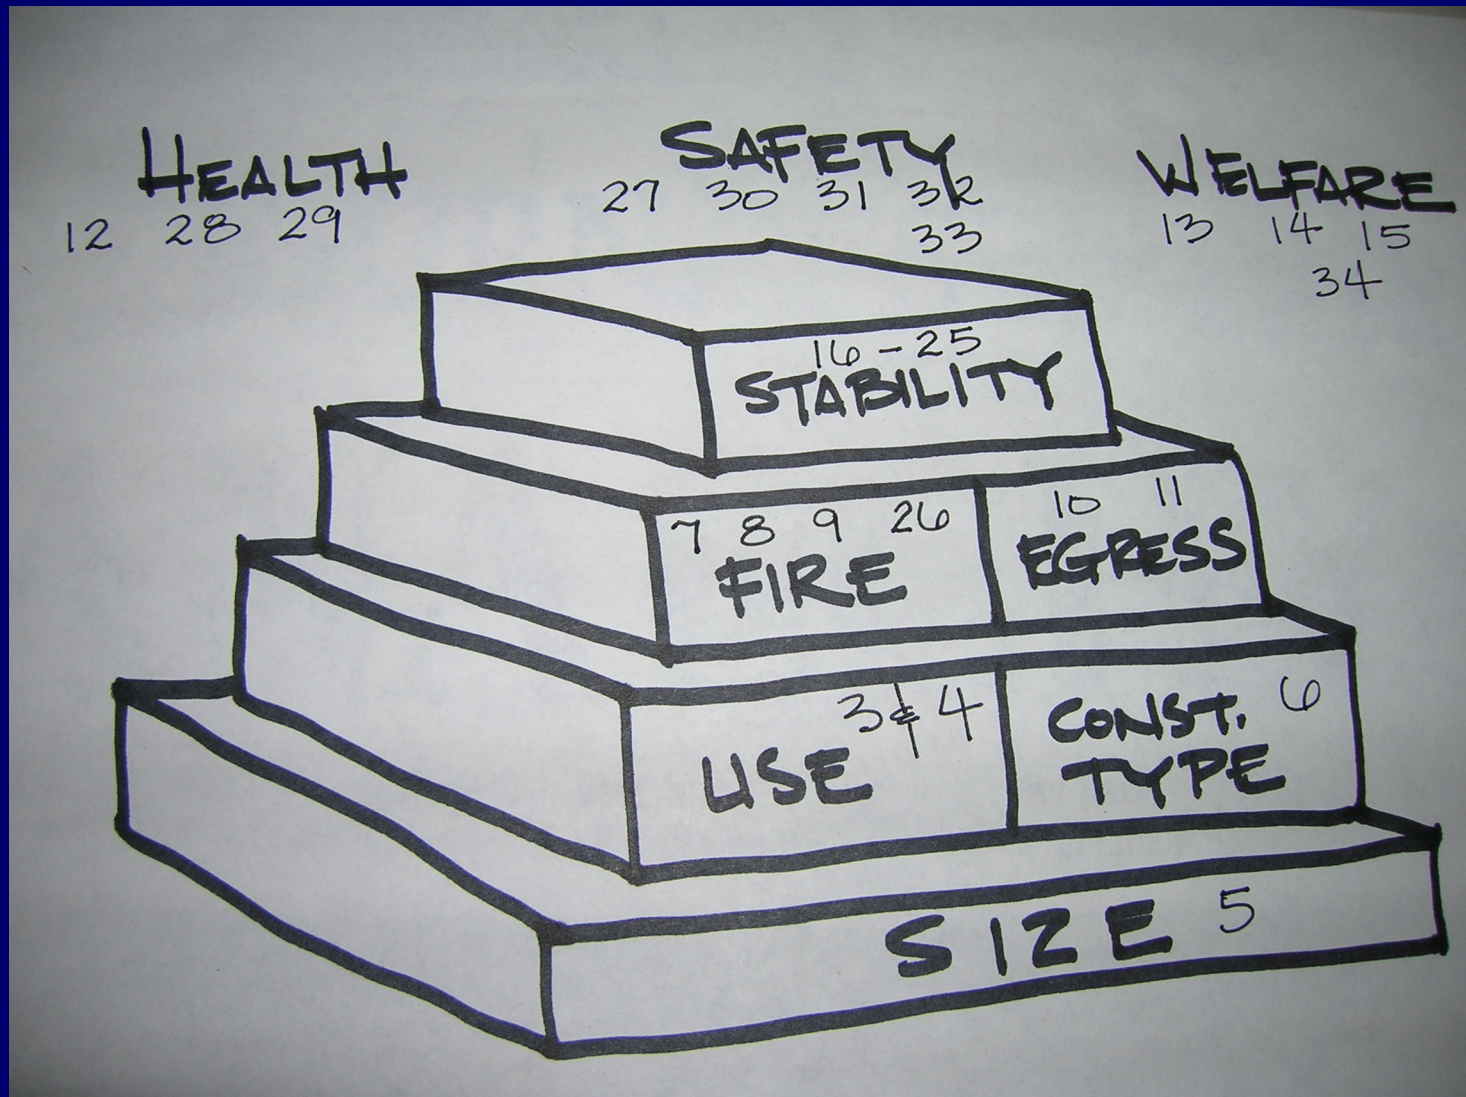 HEALTH
12 28 29
SAFETY
27 30 31 32
33
WELFARE
13 14 15
34
16-25
STABILITY
7 8 9 26
FIRE
10 11
EGRESS
3 & 4
USE
CONST. 6
TYPE
SIZE 5